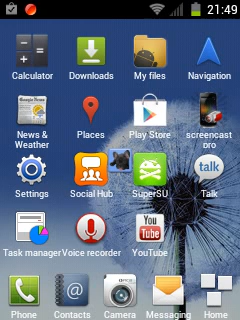 21:49
Calculator Downloads My files Navigation
News & Weather Places Play Store screencast pro
Settings Social Hub SuperSU Talk
talk
Task manager Voice recorder YouTube
You Tube
Phone Contacts Camera Messaging Home